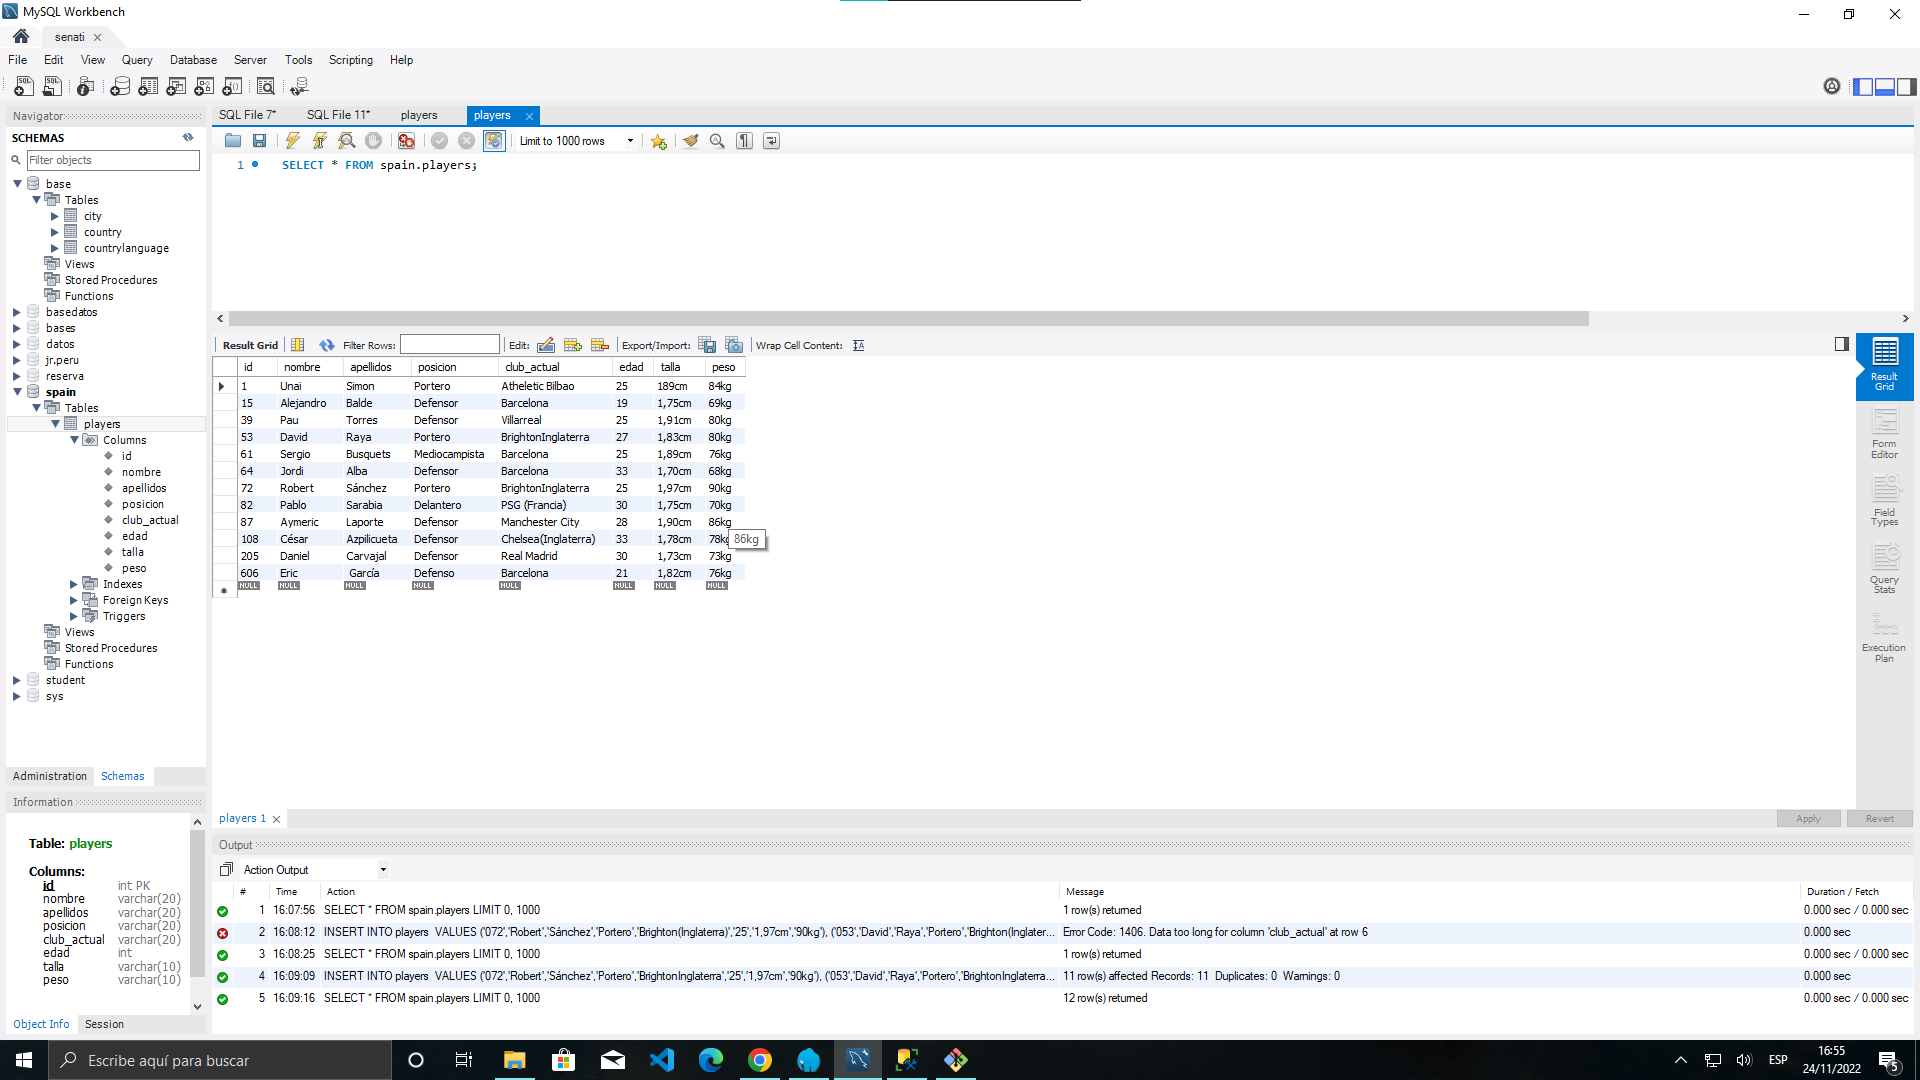 MySQL Workbench
senati
File Edit View Query Database Server Tools Scripting Help
Navigator
SCHEMAS
Filter objects
base
Tables
city
country
countrylanguage
Views
Stored Procedures
Functions
basedatos
bases
datos
jr.peru
reserva
spain
Tables
players
Columns
id
nombre
apellidos
posicion
club_actual
edad
talla
peso
Indexes
Foreign Keys
Triggers
Views
Stored Procedures
Functions
student
sys
Administration Schemas
Information
Table: players
Columns:
id int PK
nombre varchar(20)
apellidos varchar(20)
posicion varchar(20)
club_actual varchar(20)
edad int
talla varchar(10)
peso varchar(10)
Object Info Session
SQL File 7* SQL File 11* players players
Limit to 1000 rows
1 SELECT * FROM spain.players;
Result Grid Filter Rows: Edit: Export/Import: Wrap Cell Content:
id nombre apellidos posicion club_actual edad talla peso
1 Unai Simon Portero Atheletic Bilbao 25 189cm 84kg
15 Alejandro Balde Defensor Barcelona 19 1,75cm 69kg
39 Pau Torres Defensor Villarreal 25 1,91cm 80kg
53 David Raya Portero BrightonInglaterra 27 1,83cm 80kg
61 Sergio Busquets Mediocampista Barcelona 25 1,89cm 76kg
64 Jordi Alba Defensor Barcelona 33 1,70cm 68kg
72 Robert Sánchez Portero BrightonInglaterra 25 1,97cm 90kg
82 Pablo Sarabia Delantero PSG (Francia) 30 1,75cm 70kg
87 Aymeric Laporte Defensor Manchester City 28 1,90cm 86kg
108 César Azpilicueta Defensor Chelsea(Inglaterra) 33 1,78cm 78kg
86kg
205 Daniel Carvajal Defensor Real Madrid 30 1,73cm 73kg
606 Eric García Defenso Barcelona 21 1,82cm 76kg
NULL NULL NULL NULL NULL NULL NULL NULL
Result Grid
Form Editor
Field Types
Query Stats
Execution Plan
players 1 Apply Revert
Output
Action Output
# Time Action Message Duration / Fetch
1 16:07:56 SELECT * FROM spain.players LIMIT 0, 1000 1 row(s) returned 0.000 sec / 0.000 sec
2 16:08:12 INSERT INTO players VALUES ('072','Robert','Sánchez','Portero','Brighton(Inglaterra)','25','1,97cm','90kg'), ('053','David','Raya','Portero','Brighton(Inglater... Error Code: 1406. Data too long for column 'club_actual' at row 6 0.000 sec
3 16:08:25 SELECT * FROM spain.players LIMIT 0, 1000 1 row(s) returned 0.000 sec / 0.000 sec
4 16:09:09 INSERT INTO players VALUES ('072','Robert','Sánchez','Portero','BrightonInglaterra','25','1,97cm','90kg'), ('053','David','Raya','Portero','BrightonInglaterra... 11 row(s) affected Records: 11 Duplicates: 0 Warnings: 0 0.000 sec
5 16:09:16 SELECT * FROM spain.players LIMIT 0, 1000 12 row(s) returned 0.000 sec / 0.000 sec
Escribe aquí para buscar
ESP
16:55
24/11/2022
5